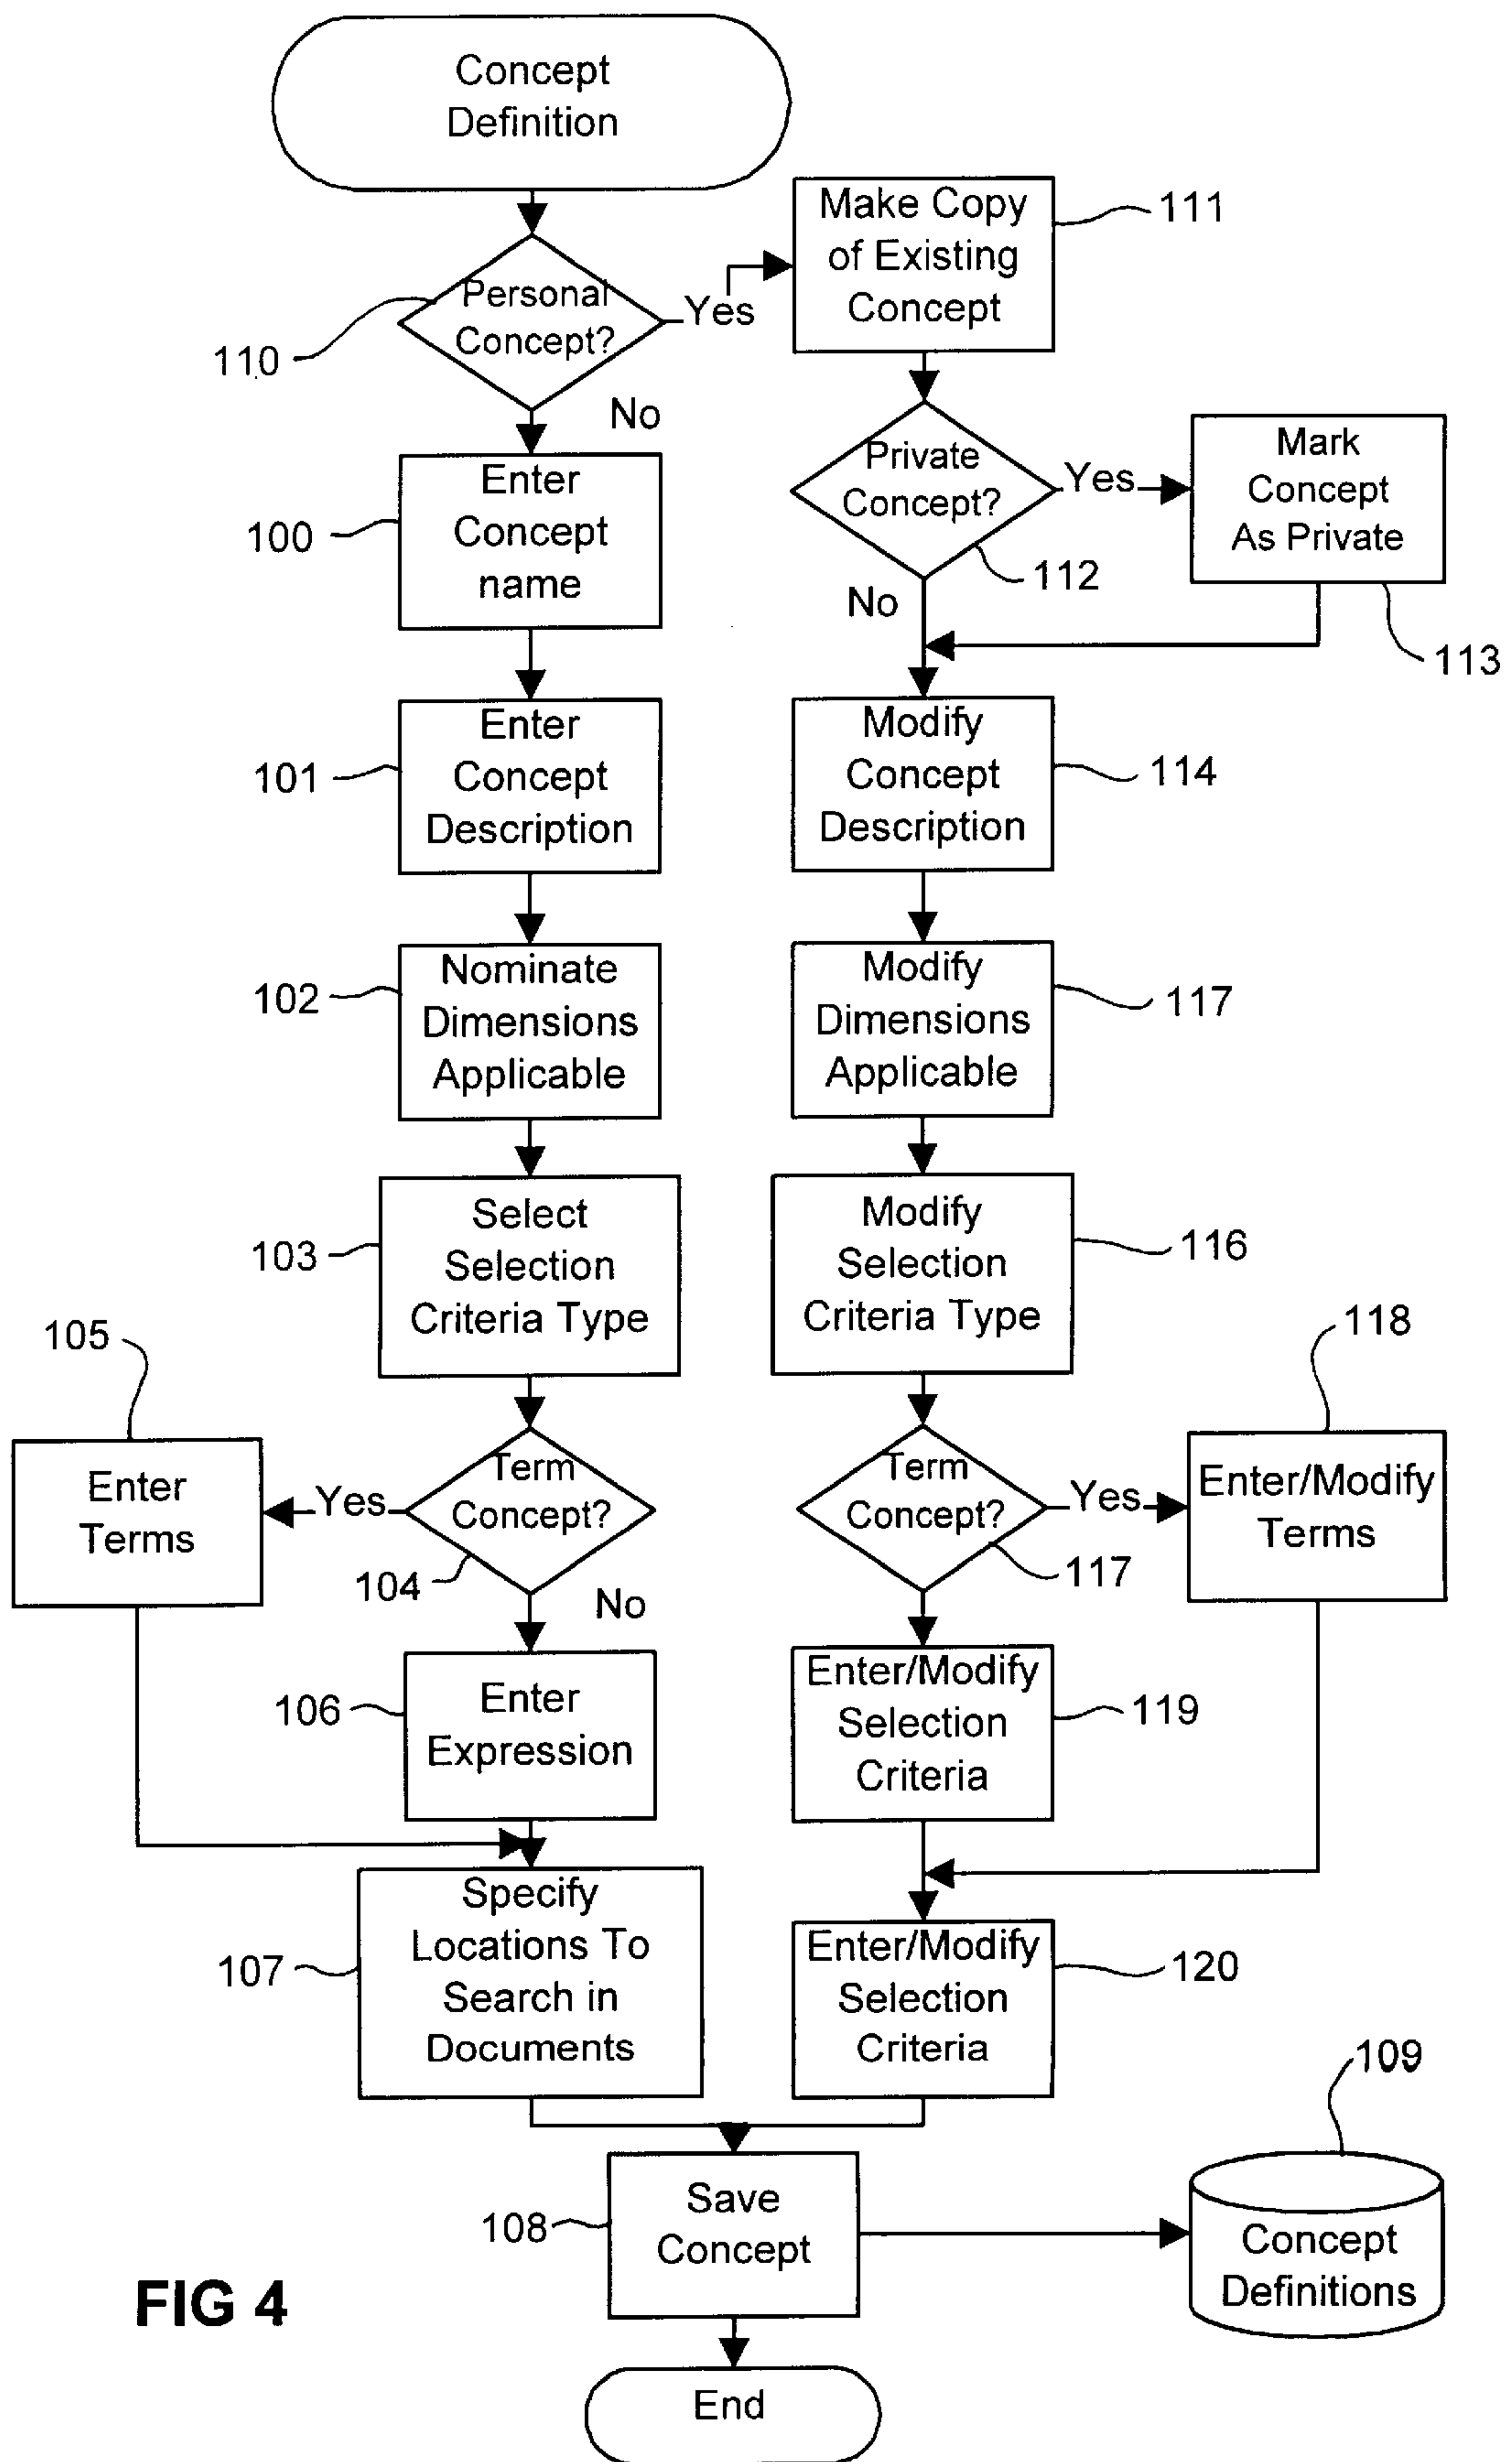 Concept
Definition
Personal
Concept?
110
Yes
No
Make Copy
of Existing
Concept
111
Private
Concept?
112
Yes
No
Mark
Concept
As Private
113
Enter
Concept
name
100
Enter
Concept
Description
101
Modify
Concept
Description
114
Nominate
Dimensions
Applicable
102
Modify
Dimensions
Applicable
117
Select
Selection
Criteria Type
103
Modify
Selection
Criteria Type
116
105
Enter
Terms
Yes
Term
Concept?
104
No
Term
Concept?
117
Yes
118
Enter/Modify
Terms
Enter
Expression
106
Enter/Modify
Selection
Criteria
119
Specify
Locations To
Search in
Documents
107
Enter/Modify
Selection
Criteria
120
Save
Concept
108
109
Concept
Definitions
FIG 4
End